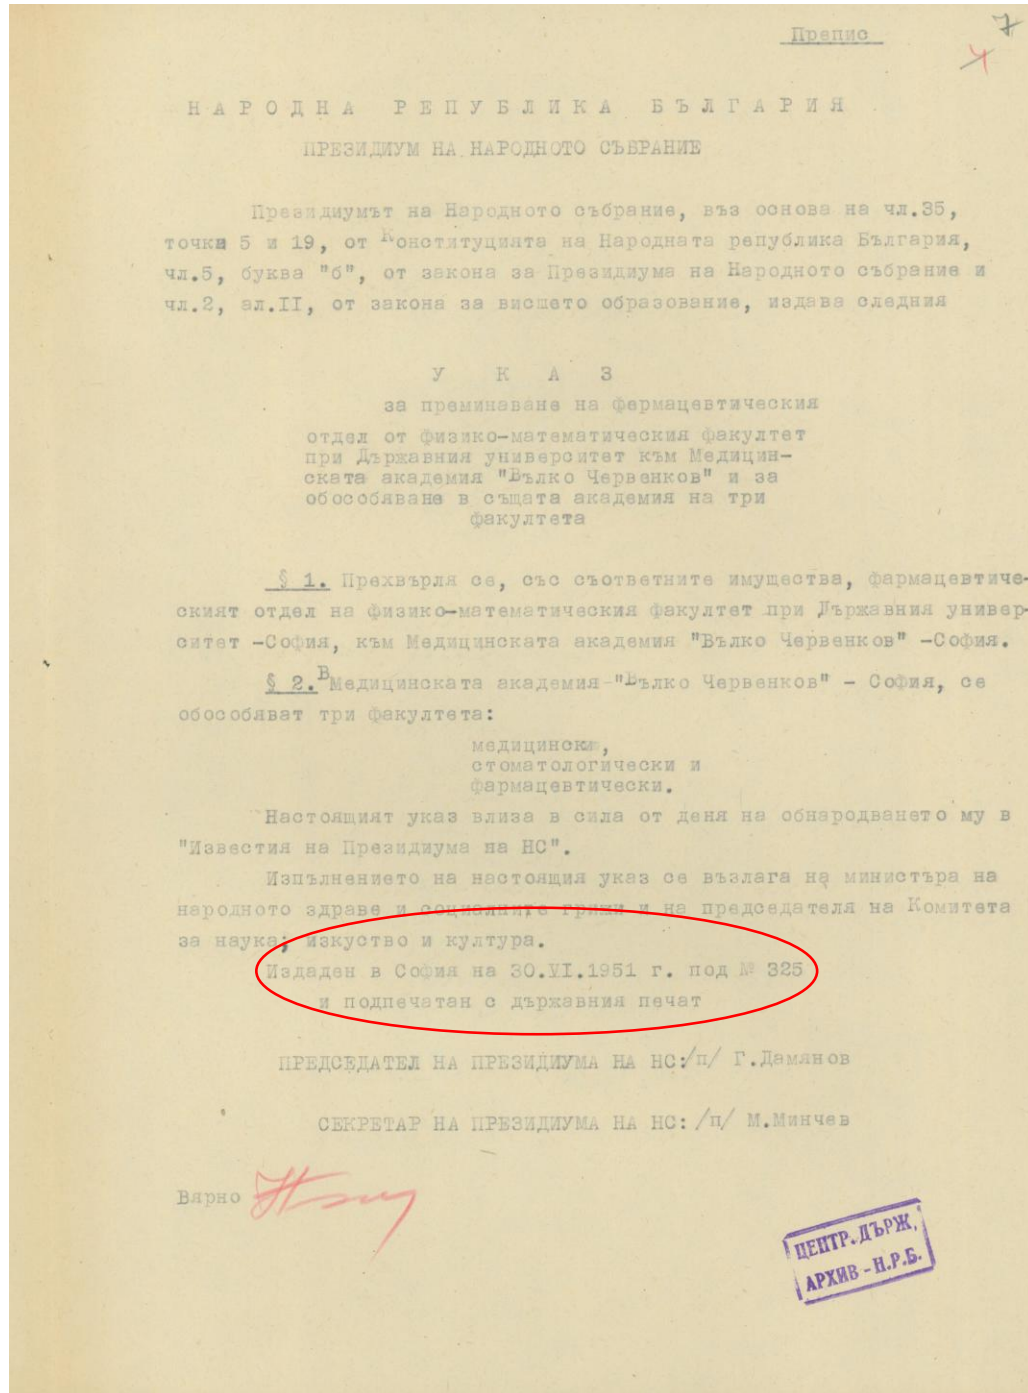 Препис
7
4
НАРОДНА РЕПУБЛИКА БЪЛГАРИЯ
ПРЕЗИДИУМ НА НАРОДНОТО СЪБРАНИЕ
Президиумът на Народното събрание, въз основа на чл.35,
точка 5 и 19, от Конституцията на Народната република България,
чл.5, буква "б", от закона за Президиума на Народното събрание и
чл.2, ал.II, от закона за висшето образование, издава следния
У К А З
за преминаване на фармацевтическия
отдел от физико-математическия факултет
при Държавния университет към Медицин-
ската академия "Вълко Червенков" и за
обособяване в същата академия на три
факултета
§ 1. Прехвърля се, със съответните имущества, фармацевтиче-
ският отдел на физико-математическия факултет при Държавния универ-
ситет -София, към Медицинската академия "Вълко Червенков" -София.
§ 2. В Медицинската академия-"Вълко Червенков" - София, се
обособяват три факултета:
медицински,
стоматологически и
фармацевтически.
Настоящият указ влиза в сила от деня на обнародването му в
"Известия на Президиума на НС".
Изпълнението на настоящия указ се възлага на министъра на
народното здраве и социалните грижи и на председателя на Комитета
за наука, изкуство и култура.
Издаден в София на 30.VI.1951 г. под № 325
и подпечатан с държавния печат
ПРЕДСЕДАТЕЛ НА ПРЕЗИДИУМА НА НС:/п/ Г.Дамянов
СЕКРЕТАР НА ПРЕЗИДИУМА НА НС: /п/ М.Минчев
Вярно
ЦЕНТР. ДЪРЖ.
АРХИВ - Н.Р.Б.